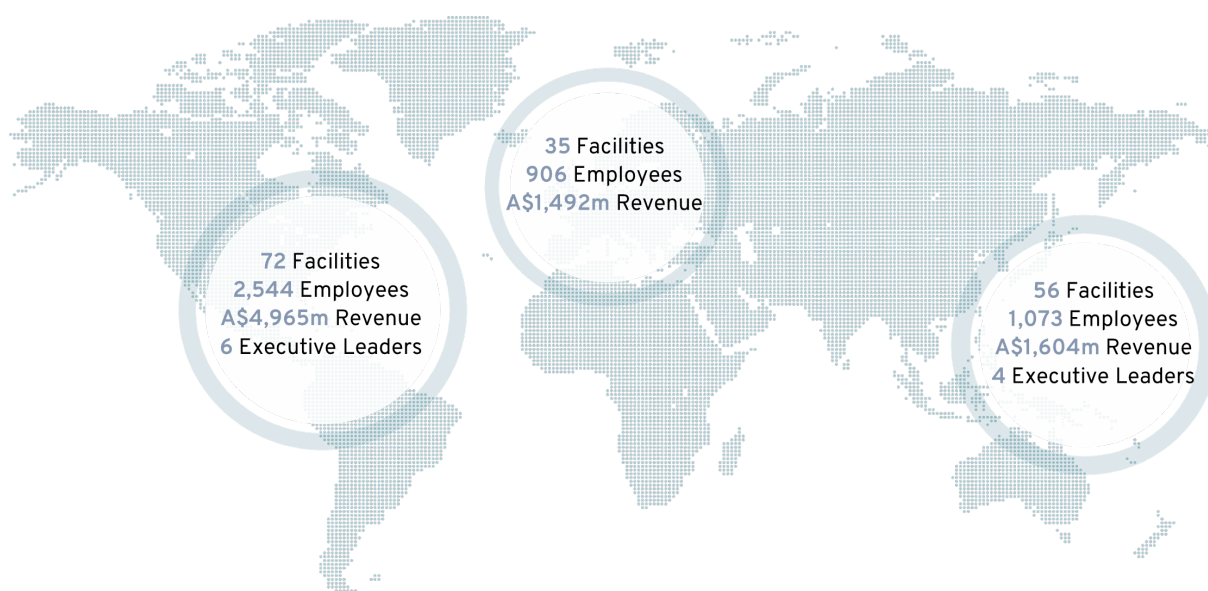 35 Facilities
906 Employees
A$1,492m Revenue
72 Facilities
2,544 Employees
A$4,965m Revenue
6 Executive Leaders
56 Facilities
1,073 Employees
A$1,604m Revenue
4 Executive Leaders